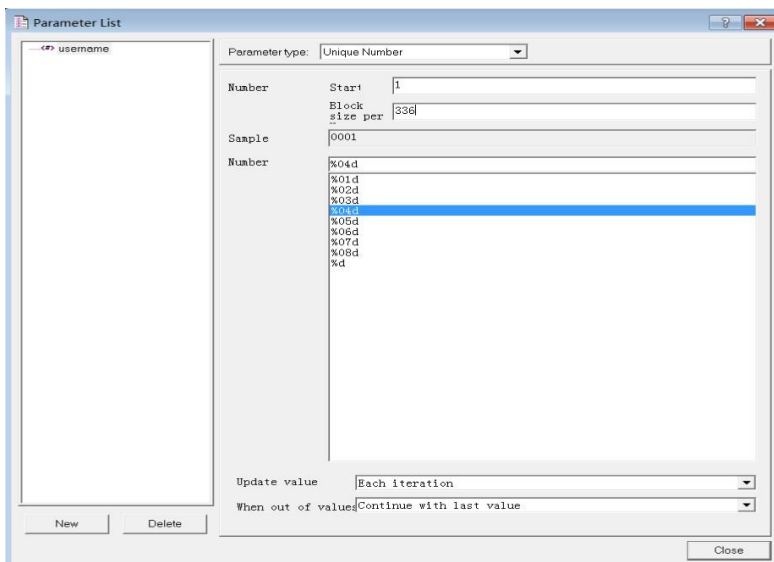 Parameter List
<#> username
Parameter type: Unique Number
Number Start 1
Block
size per 336
Sample 0001
Number %04d
%01d
%02d
%03d
%04d
%05d
%06d
%07d
%08d
%d
Update value Each iteration
When out of values Continue with last value
New Delete
Close